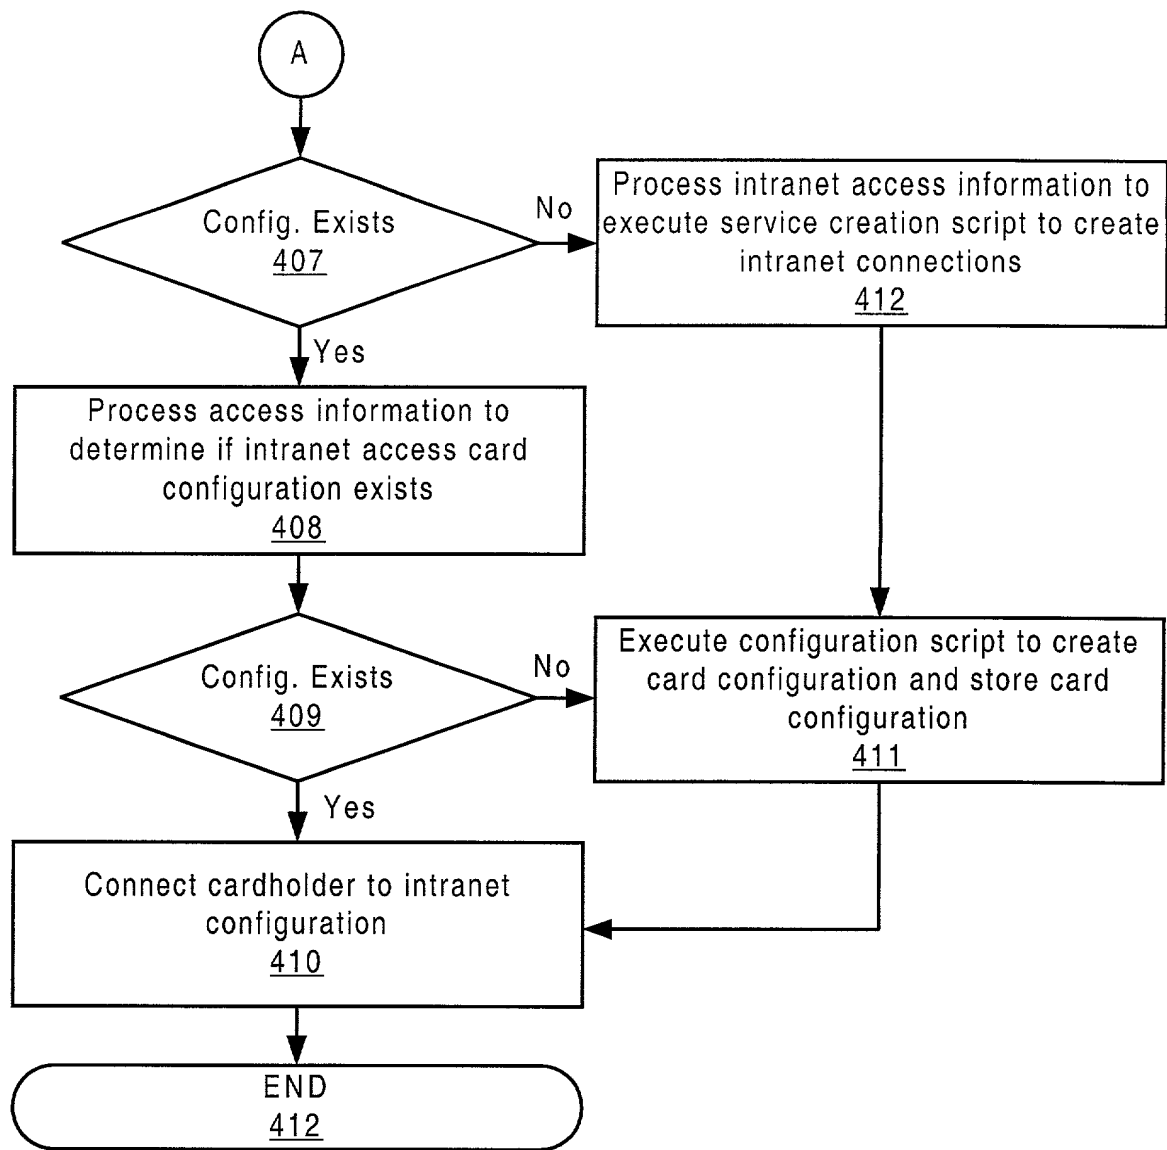 A
Config. Exists
407
No
Process intranet access information to
execute service creation script to create
intranet connections
412
Yes
Process access information to
determine if intranet access card
configuration exists
408
Config. Exists
409
No
Execute configuration script to create
card configuration and store card
configuration
411
Yes
Connect cardholder to intranet
configuration
410
END
412